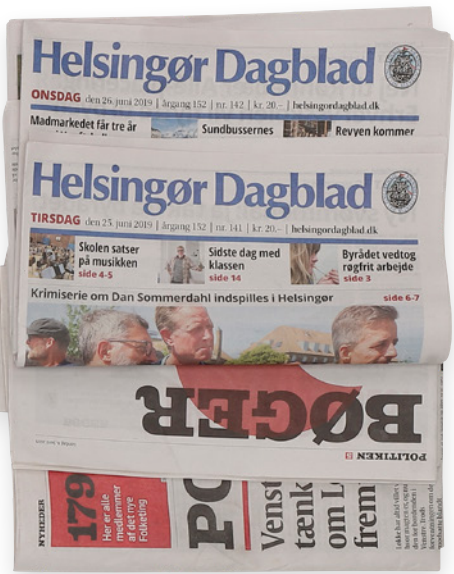 Helsingør Dagblad
ONSDAG den 26. juni 2019 | årgang 152 | nr. 142 | kr. 20.- | helsingordagblad.dk
Madmarkedet får tre år
Sundbussernes
Revyen kommer
Helsingør Dagblad
TIRSDAG den 25. juni 2019 | årgang 152 | nr. 141 | kr. 20.- | helsingordagblad.dk
Skolen satser
på musikken
side 4-5
Sidste dag med
klassen
side 14
Byrådet vedtog
røgfrit arbejde
side 3
Krimiserie om Dan Sommerdahl indspilles i Helsingør side 6-7
BØGER
POLITIKEN
NYHEDER
179
Her er alle
medlemmer
af det nye
Folketing
PO
Venst
tænk
om L
frem